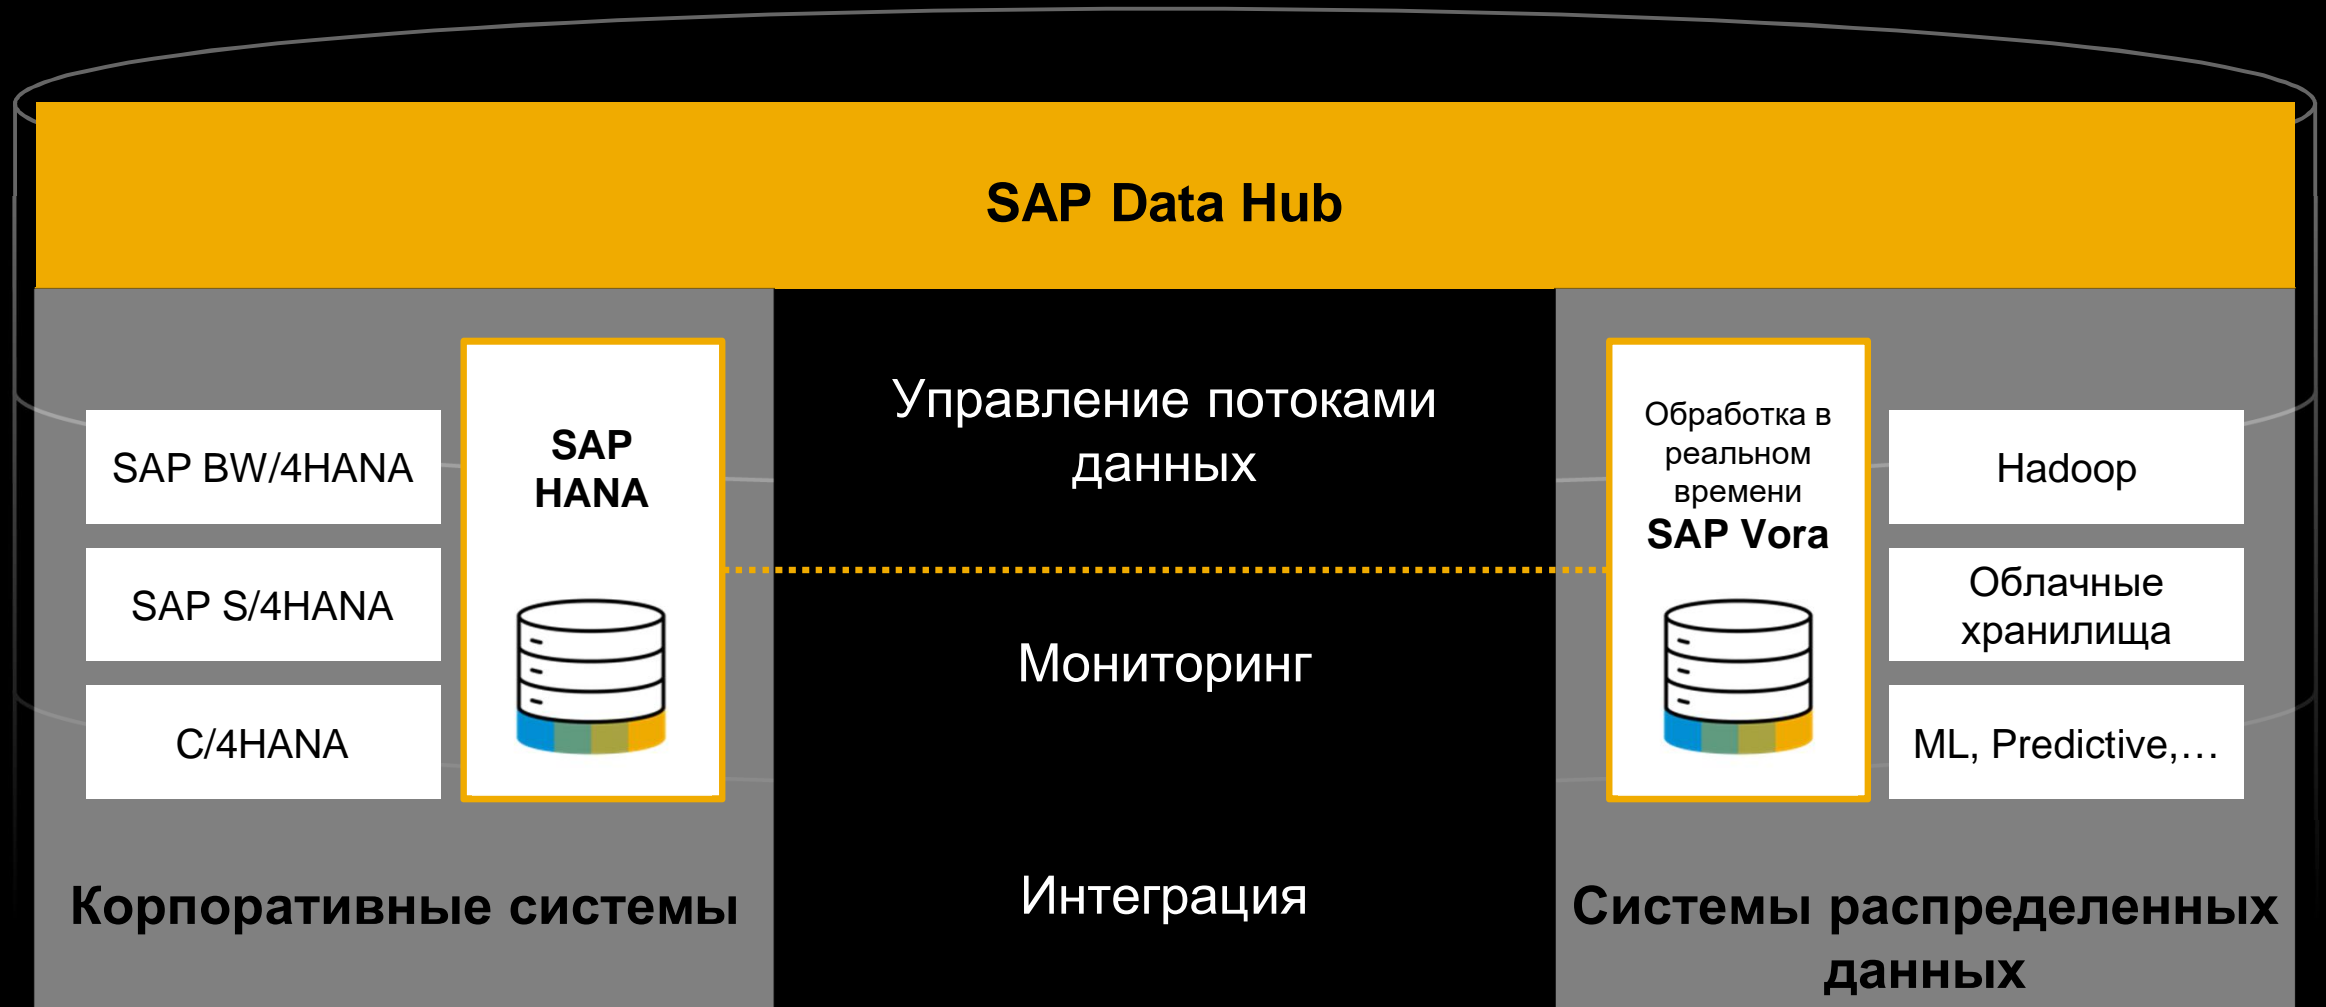 SAP Data Hub
SAP BW/4HANA
SAP S/4HANA
C/4HANA
SAP
HANA
Корпоративные системы
Управление потоками
данных
Мониторинг
Интеграция
Обработка в
реальном
времени
SAP Vora
Hadoop
Облачные
хранилища
ML, Predictive,…
Системы распределенных
данных